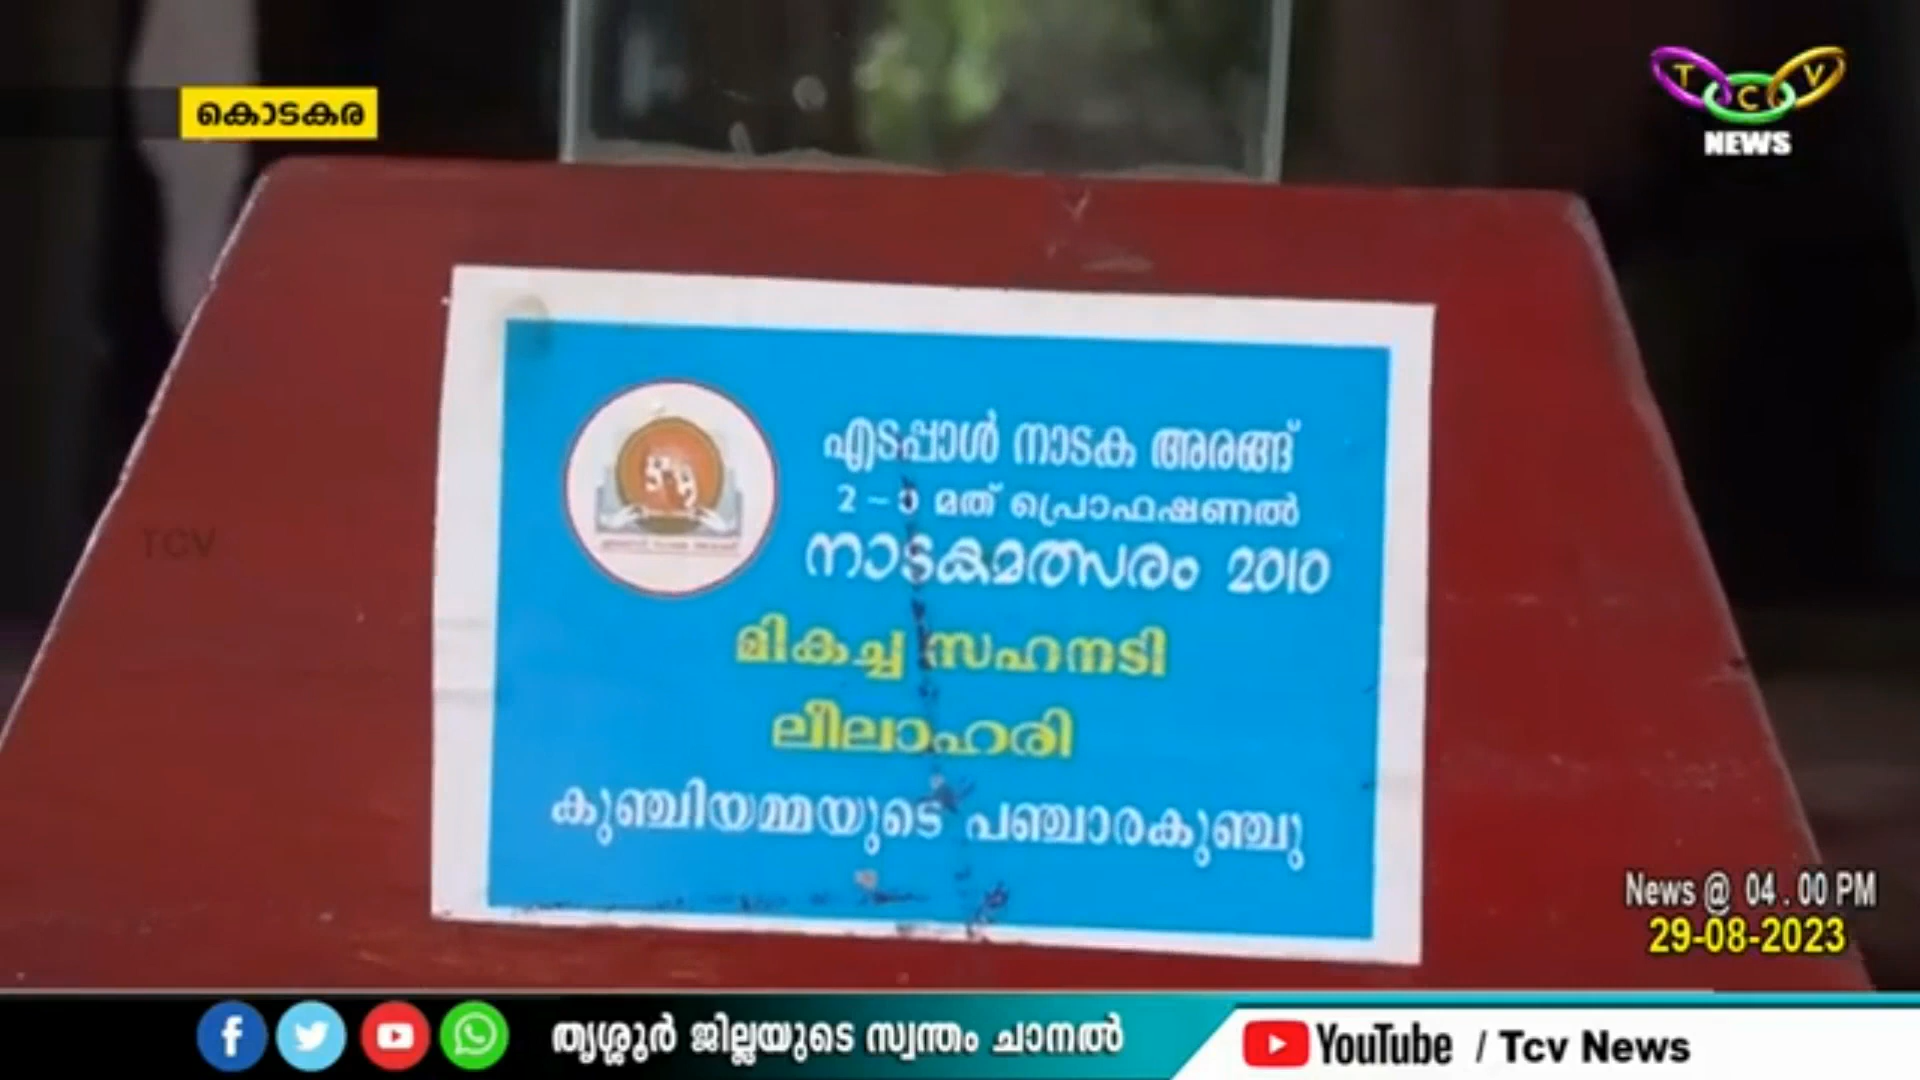 കൊടകര
T C V
NEWS
എടപ്പാൾ നാടക അരങ്ങ്
2 – ാ മത് പ്രൊഫഷണൽ
നാടകമത്സരം 2010
മികച്ച സഹനടി
ലീലാഹരി
കുഞ്ചിയമ്മയുടെ പഞ്ചാരകുഞ്ചു
TCV
News @ 04 . 00 PM
29-08-2023
തൃശ്ശൂർ ജില്ലയുടെ സ്വന്തം ചാനൽ
YouTube / Tcv News